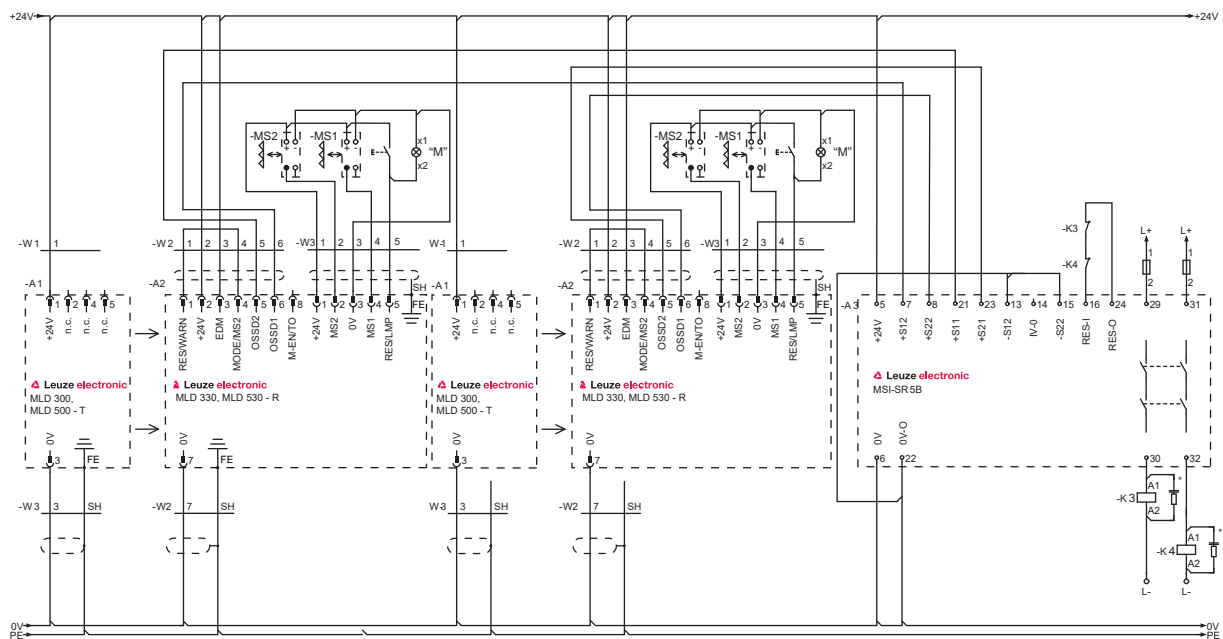 +24V +24V
-MS2 -MS1 x1 "M" x2
-MS2 -MS1 x1 "M" x2
+ - + - E
+ - + - E
-W1 1
-W2 1 2 3 4 5 6
-W3 1 2 3 4 5
W-1 1
-W2 1 2 3 4 5 6
-W3 1 2 3 4 5
-K3
-K4
L+ L+
1 1
2 2
SH SH
-A1 1 2 4 5
+24V n.c. n.c. n.c.
-A2 1 2 3 4 5 6 8 1 2 3 4 5 FE
RES/WARN +24V EDM MODE/MS2 OSSD2 OSSD1 M-EN/TO +24V MS2 0V MS1 RES/LMP
-A1 1 2 4 5
+24V n.c. n.c. n.c.
-A2 1 2 3 4 5 6 8 1 2 3 4 5 FE
RES/WARN +24V EDM MODE/MS2 OSSD2 OSSD1 M-EN/TO +24V MS2 0V MS1 RES/LMP
-A3 5 7 8 21 23 13 14 15 16 24 29 31
+24V +S12 +S22 +S11 +S21 -S12 IV-0 -S22 RES-I RES-O
Leuze electronic
MLD 300,
MLD 500 - T
Leuze electronic
MLD 330, MLD 530 - R
Leuze electronic
MLD 300,
MLD 500 - T
Leuze electronic
MLD 330, MLD 530 - R
Leuze electronic
MSI-SR5B
0V 0V 0V 0V 0V 0V-O
3 FE 7 FE 3 7 6 22 30 32
-W3 3 SH
-W2 7 SH
W-3 3 SH
-W2 7 SH
-K3 A1 A2 *
-K4 A1 A2 *
L- L-
0V 0V
PE PE